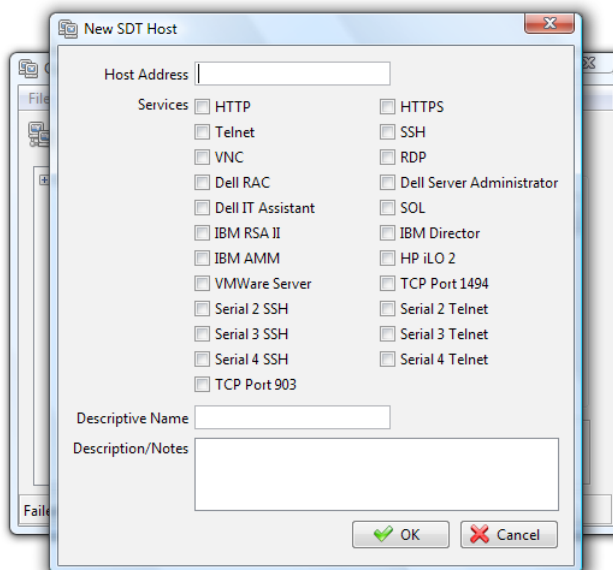 New SDT Host
File
Host Address
Services HTTP HTTPS
Telnet SSH
VNC RDP
Dell RAC Dell Server Administrator
Dell IT Assistant SOL
IBM RSA II IBM Director
IBM AMM HP iLO 2
VMWare Server TCP Port 1494
Serial 2 SSH Serial 2 Telnet
Serial 3 SSH Serial 3 Telnet
Serial 4 SSH Serial 4 Telnet
TCP Port 903
Descriptive Name
Description/Notes
OK Cancel